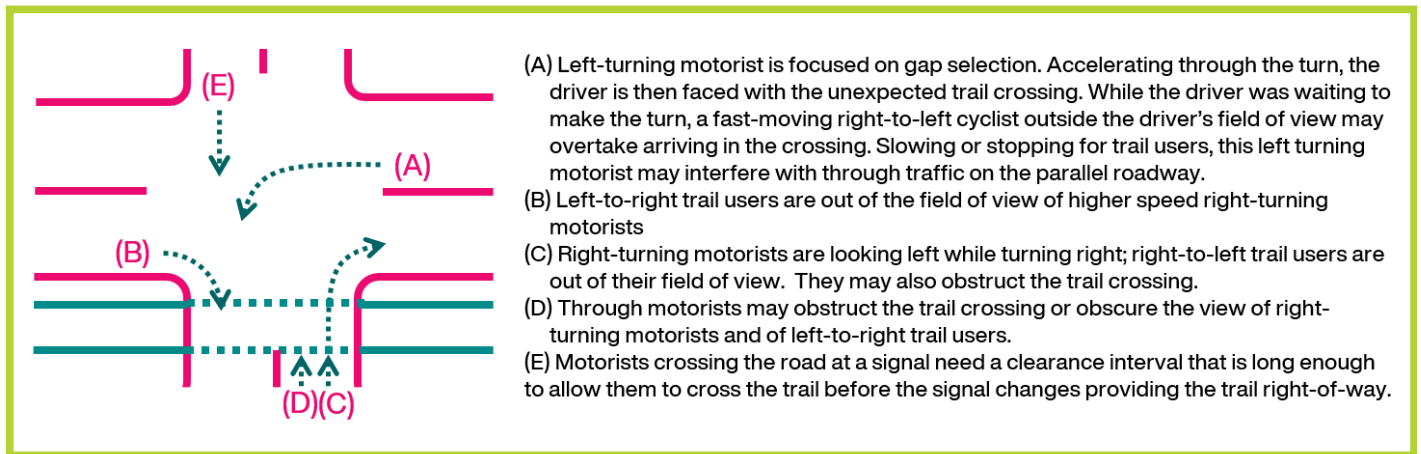 (E)
(A)
(B)
(D)(C)
(A) Left-turning motorist is focused on gap selection. Accelerating through the turn, the
driver is then faced with the unexpected trail crossing. While the driver was waiting to
make the turn, a fast-moving right-to-left cyclist outside the driver's field of view may
overtake arriving in the crossing. Slowing or stopping for trail users, this left turning
motorist may interfere with through traffic on the parallel roadway.
(B) Left-to-right trail users are out of the field of view of higher speed right-turning
motorists
(C) Right-turning motorists are looking left while turning right; right-to-left trail users are
out of their field of view.  They may also obstruct the trail crossing.
(D) Through motorists may obstruct the trail crossing or obscure the view of right-
turning motorists and of left-to-right trail users.
(E) Motorists crossing the road at a signal need a clearance interval that is long enough
to allow them to cross the trail before the signal changes providing the trail right-of-way.